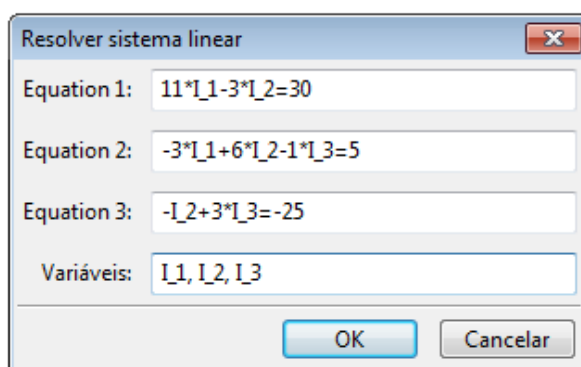 Resolver sistema linear
Equation 1: 11*I_1-3*I_2=30
Equation 2: -3*I_1+6*I_2-1*I_3=5
Equation 3: -I_2+3*I_3=-25
Variáveis: I_1, I_2, I_3
OK Cancelar